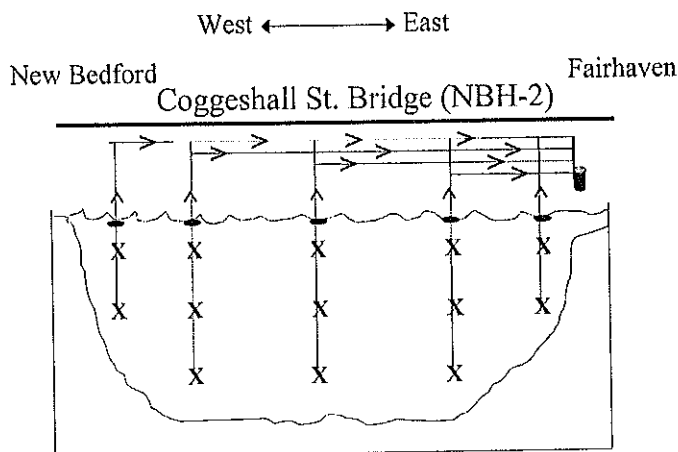 West East
New Bedford Fairhaven
Coggeshall St. Bridge (NBH-2)
X X X X X
X X X X X
X X X